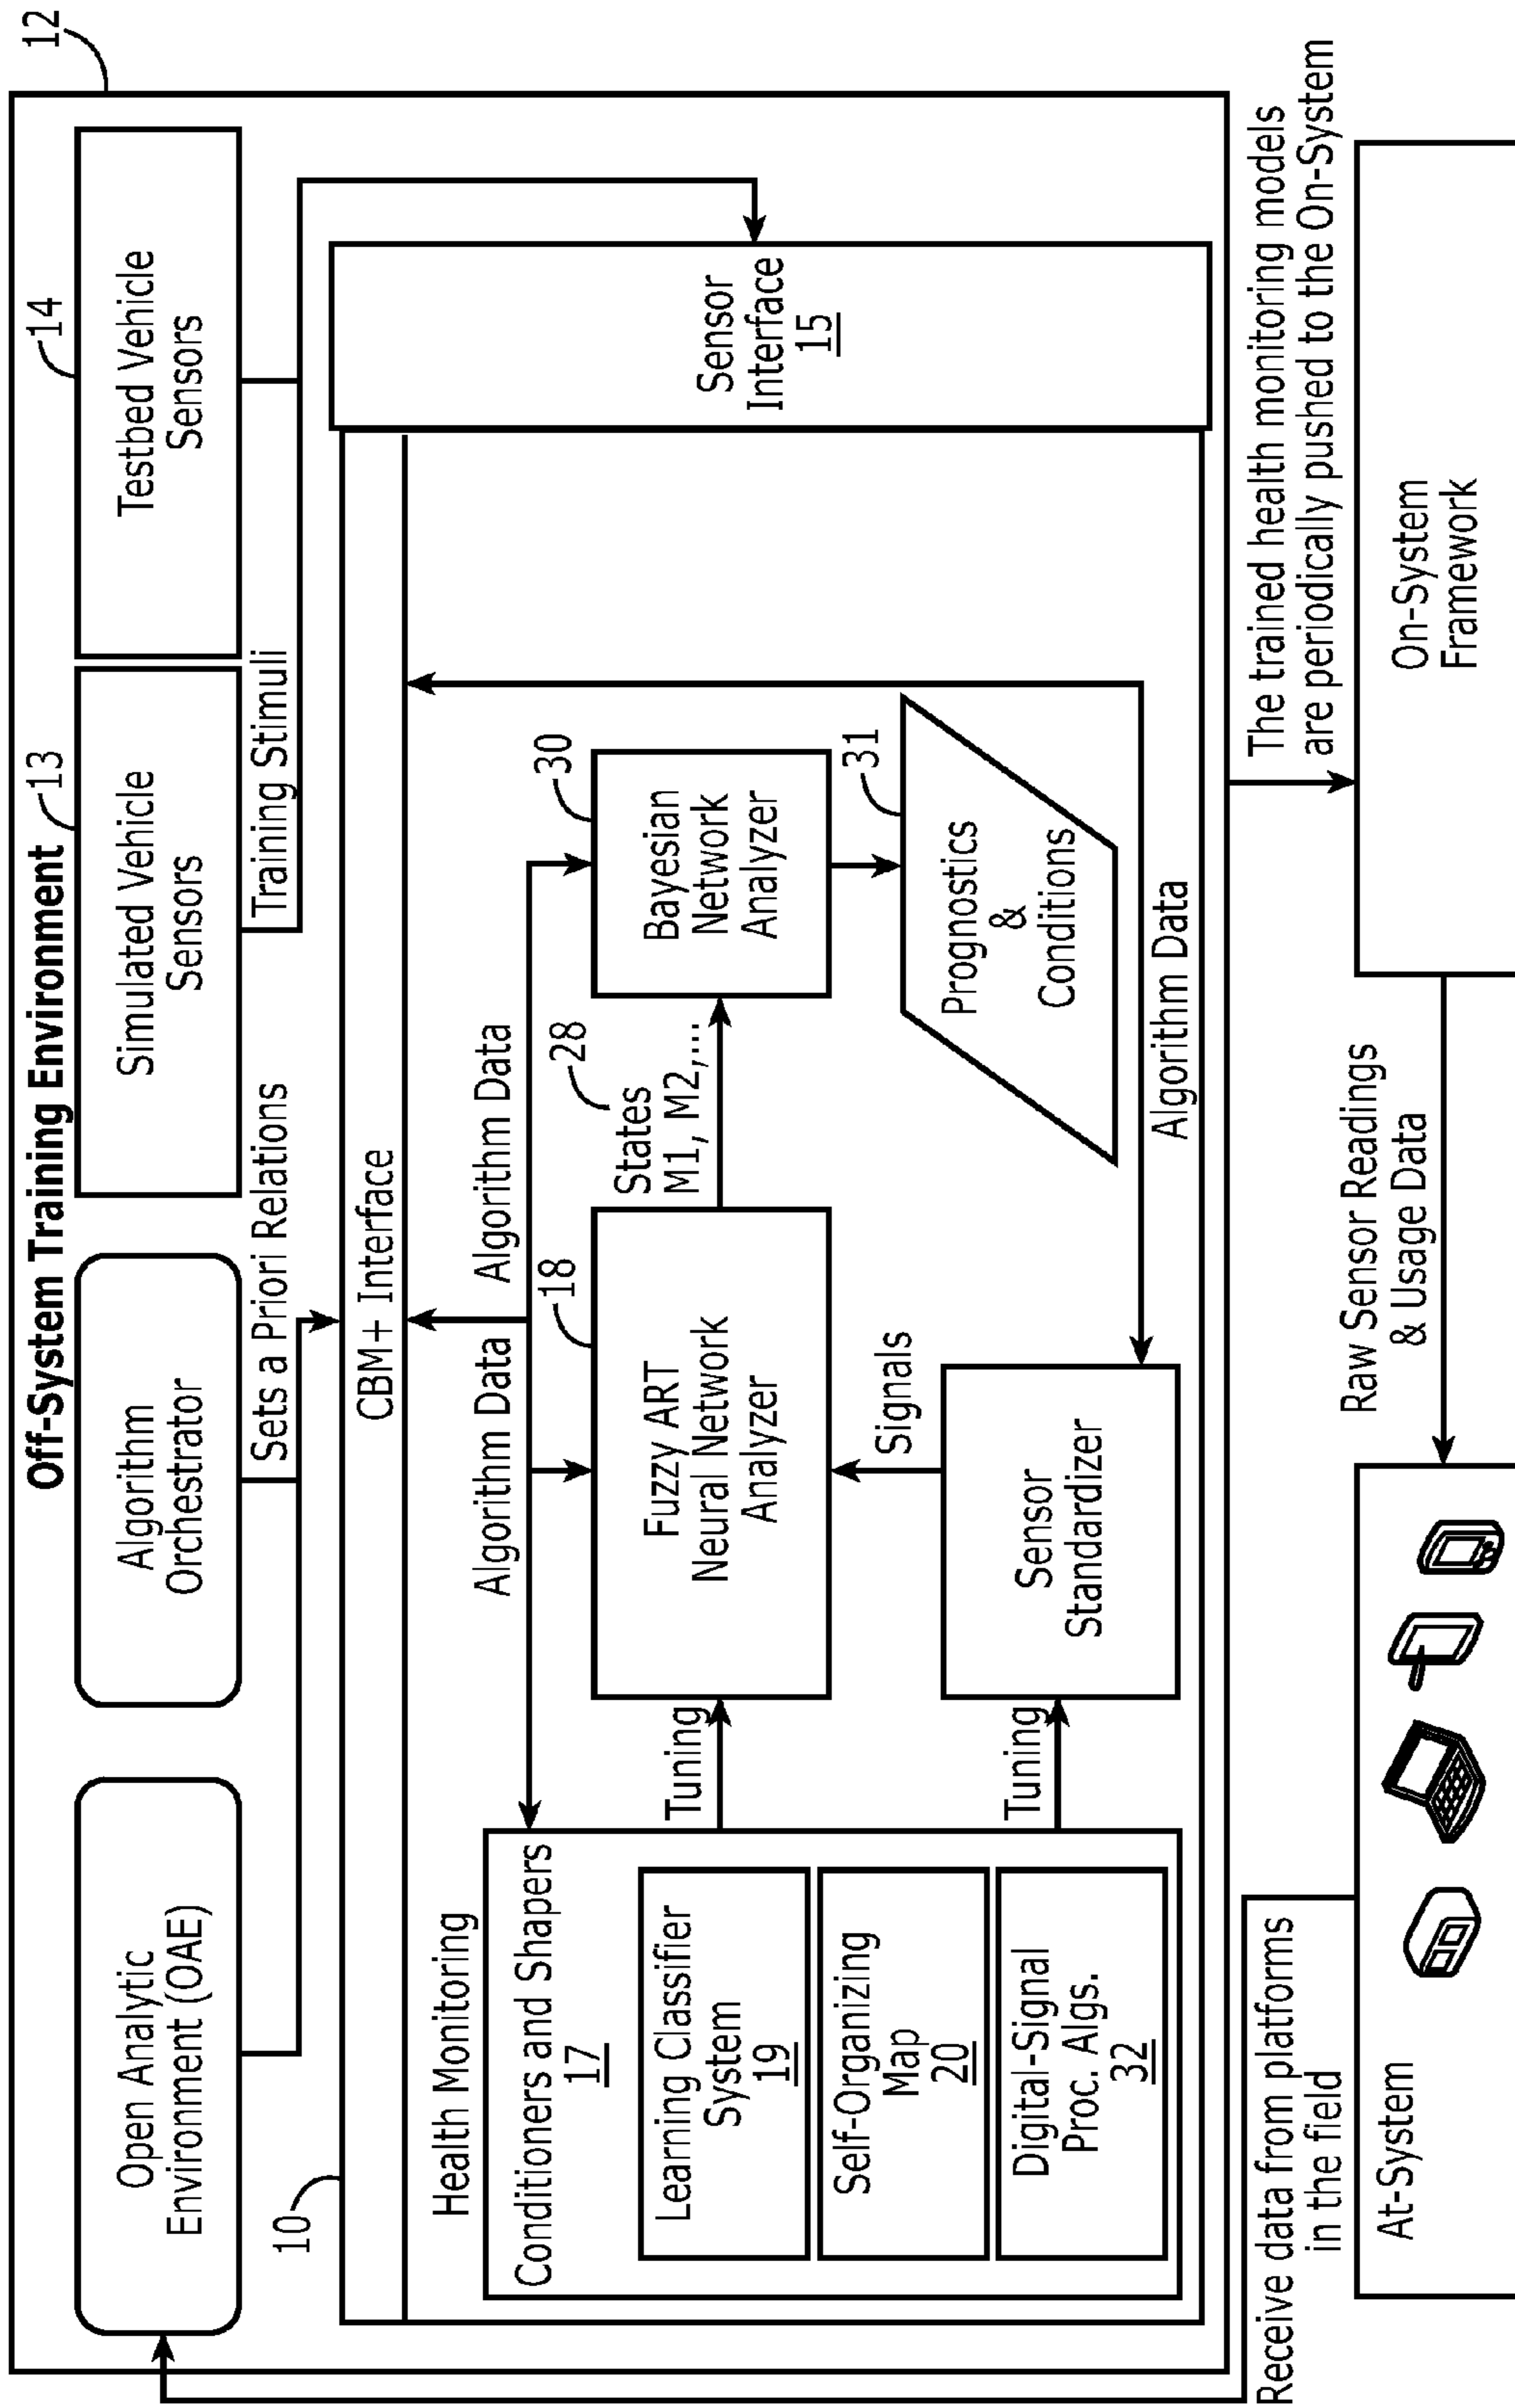 Off-System Training Environment
12
Open Analytic
Environment (OAE)
Algorithm
Orchestrator
13
Simulated Vehicle
Sensors
14
Testbed Vehicle
Sensors
Sets a Priori Relations
Training Stimuli
10
CBM+ Interface
Sensor
Interface
15
Health Monitoring
Algorithm Data
Algorithm Data
Conditioners and Shapers
17
Learning Classifier
System
19
Self-Organizing
Map
20
Digital-Signal
Proc. Algs.
32
Tuning
Tuning
18
Fuzzy ART
Neural Network
Analyzer
28
States
M1, M2,...
30
Bayesian
Network
Analyzer
Signals
Sensor
Standardizer
31
Prognostics
&
Conditions
Algorithm Data
Receive data from platforms
in the field
The trained health monitoring models
are periodically pushed to the On-System
At-System
Raw Sensor Readings
& Usage Data
On-System
Framework